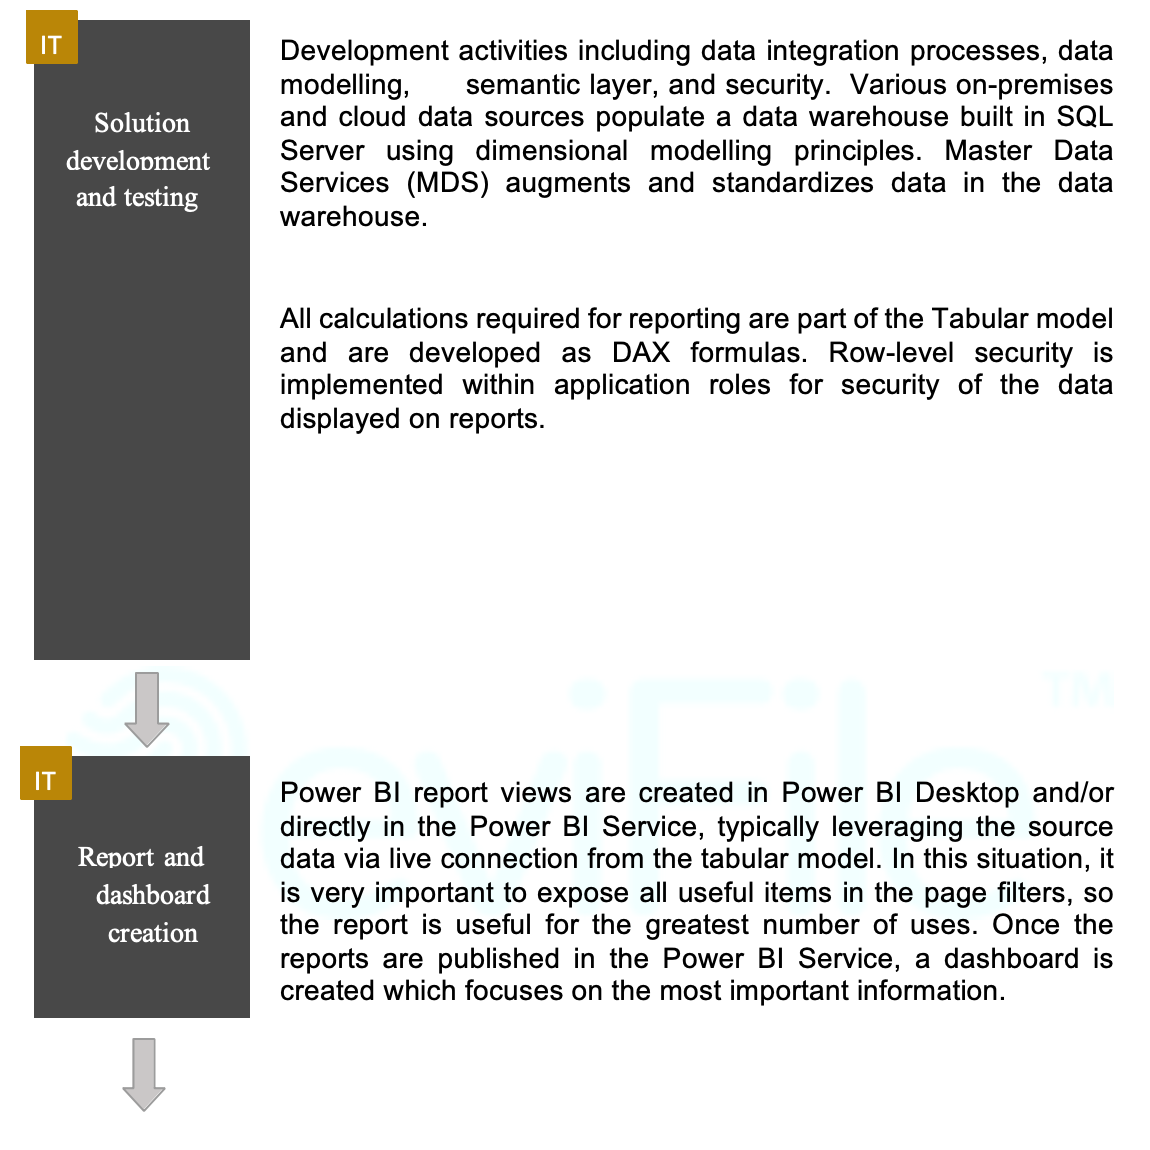 IT
Solution
development
and testing
Development activities including data integration processes, data
modelling, semantic layer, and security. Various on-premises
and cloud data sources populate a data warehouse built in SQL
Server using dimensional modelling principles. Master Data
Services (MDS) augments and standardizes data in the data
warehouse.
All calculations required for reporting are part of the Tabular model
and are developed as DAX formulas. Row-level security is
implemented within application roles for security of the data
displayed on reports.
eviFile TM
IT
Report and
dashboard
creation
Power BI report views are created in Power BI Desktop and/or
directly in the Power BI Service, typically leveraging the source
data via live connection from the tabular model. In this situation, it
is very important to expose all useful items in the page filters, so
the report is useful for the greatest number of uses. Once the
reports are published in the Power BI Service, a dashboard is
created which focuses on the most important information.